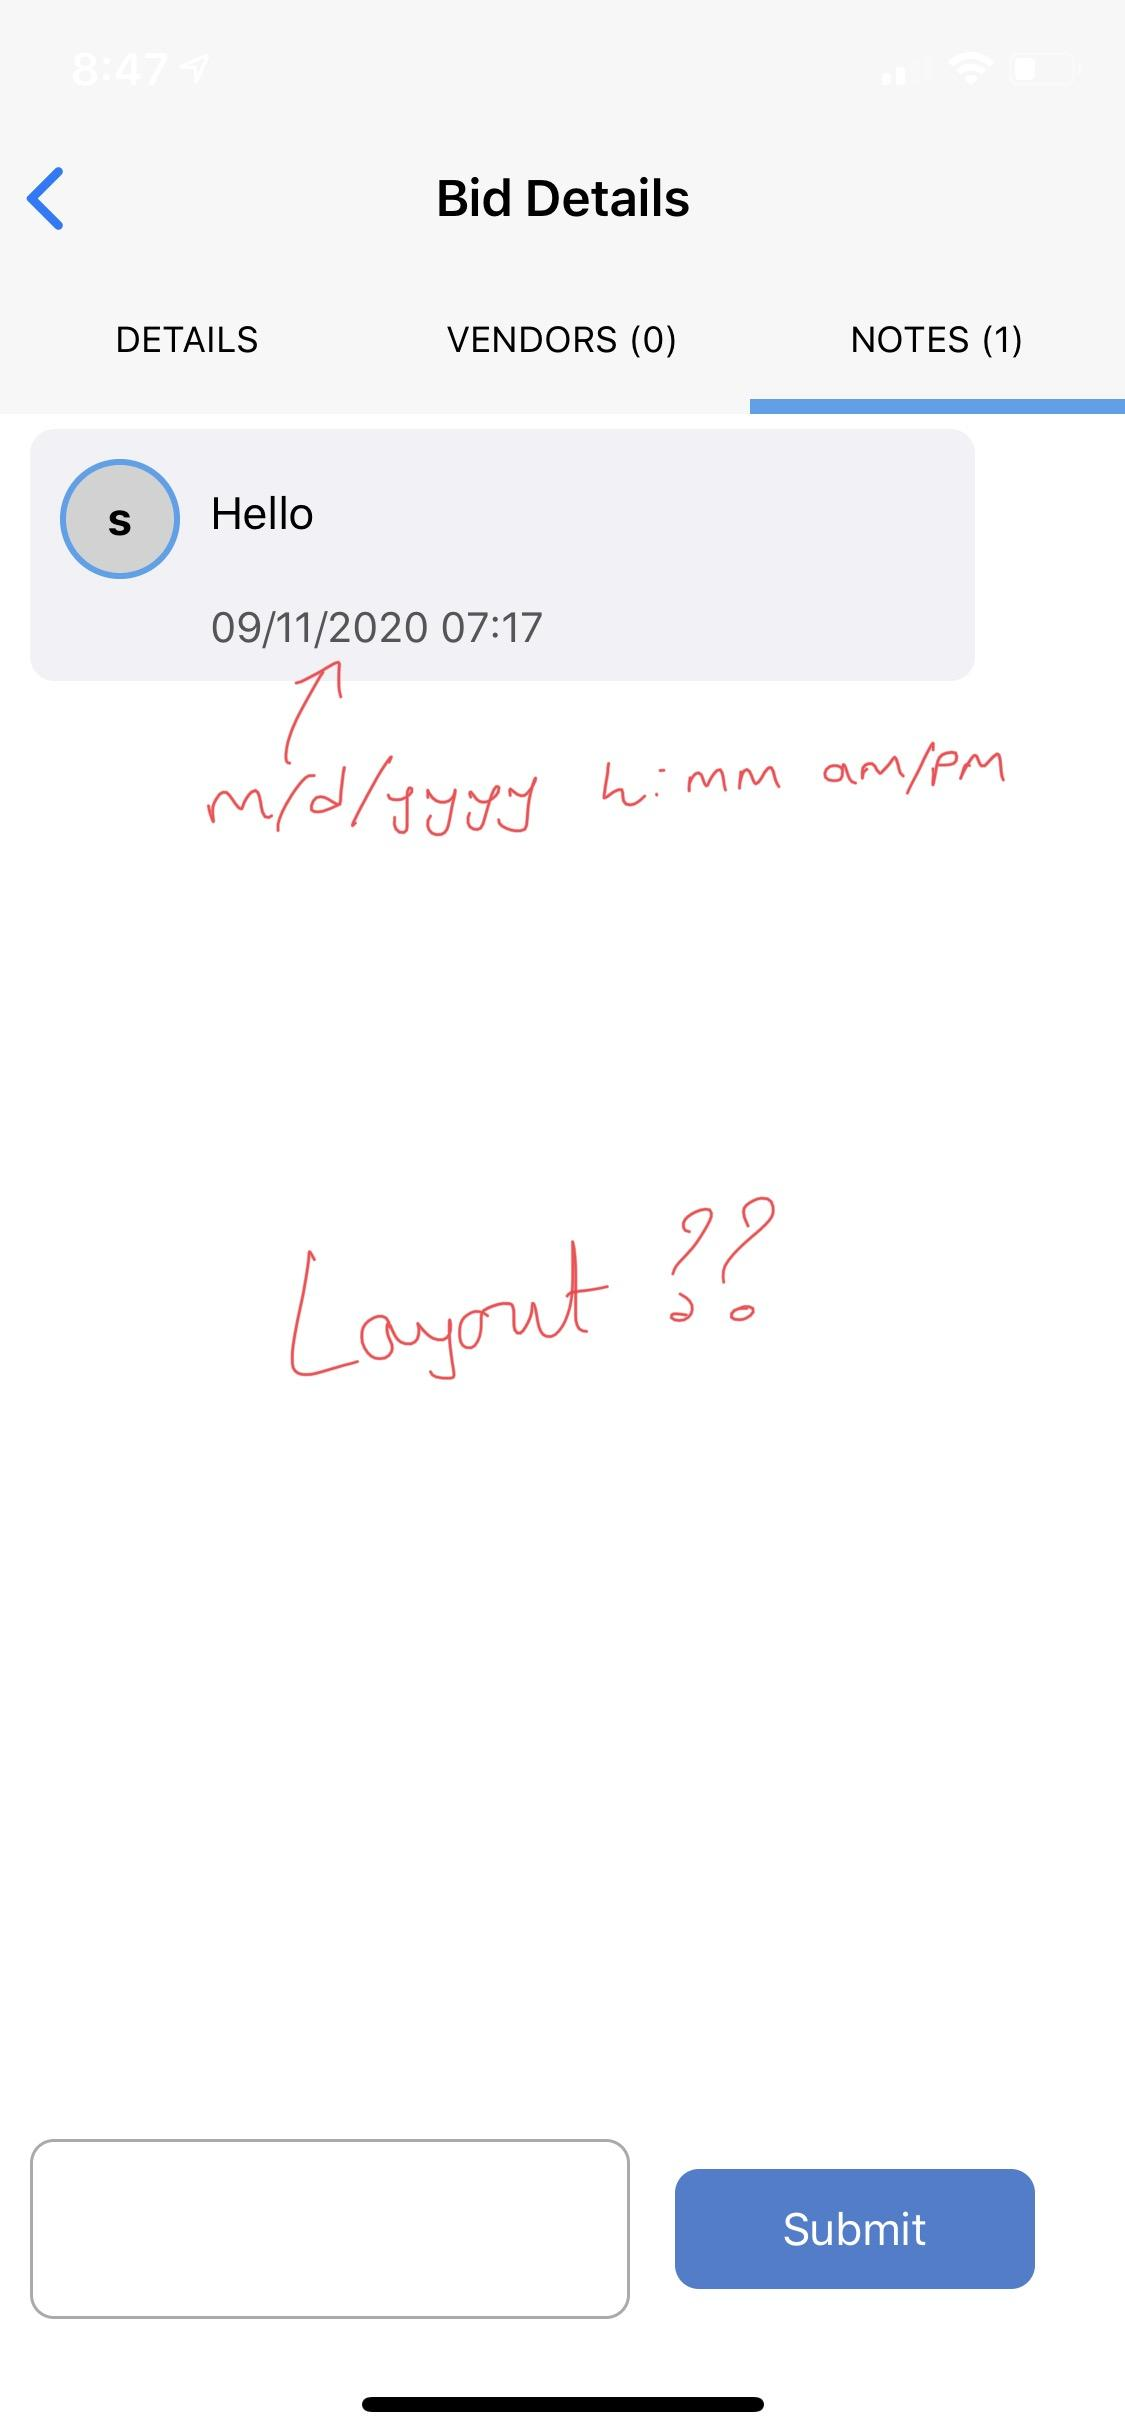 8:47
Bid Details
DETAILS VENDORS (0) NOTES (1)
s Hello
09/11/2020 07:17
m/d/yyyy h:mm am/pm
Layout ??
Submit